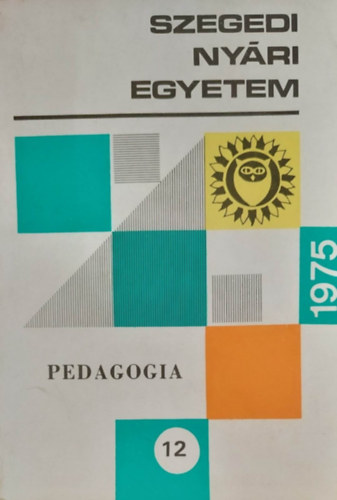 SZEGEDI
NYÁRI
EGYETEM
1975
PEDAGOGIA
12